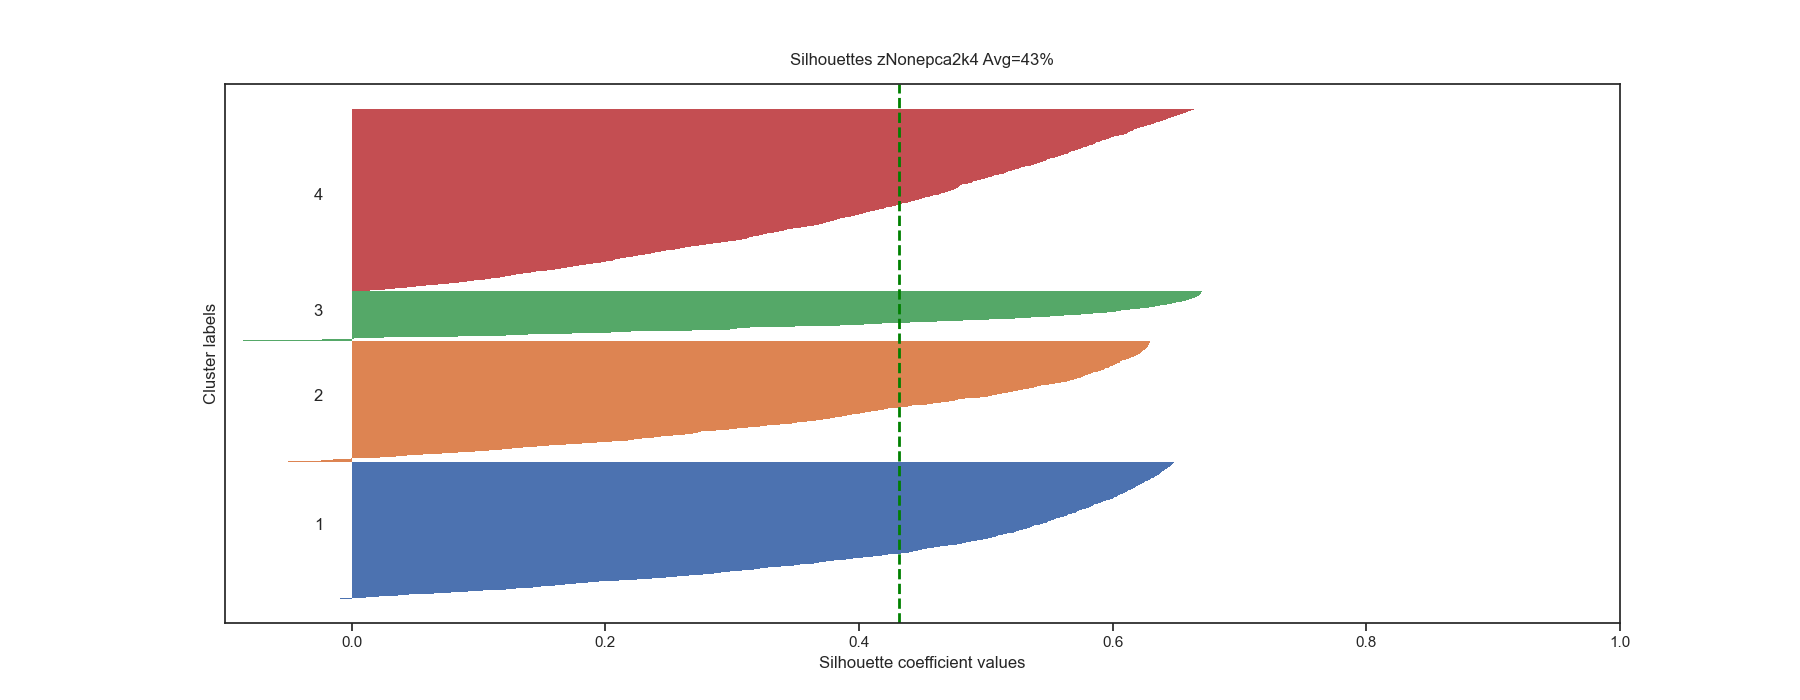 Silhouettes zNonepca2k4 Avg=43%
4
3
2
1
Cluster labels
0.0 0.2 0.4 0.6 0.8 1.0
Silhouette coefficient values